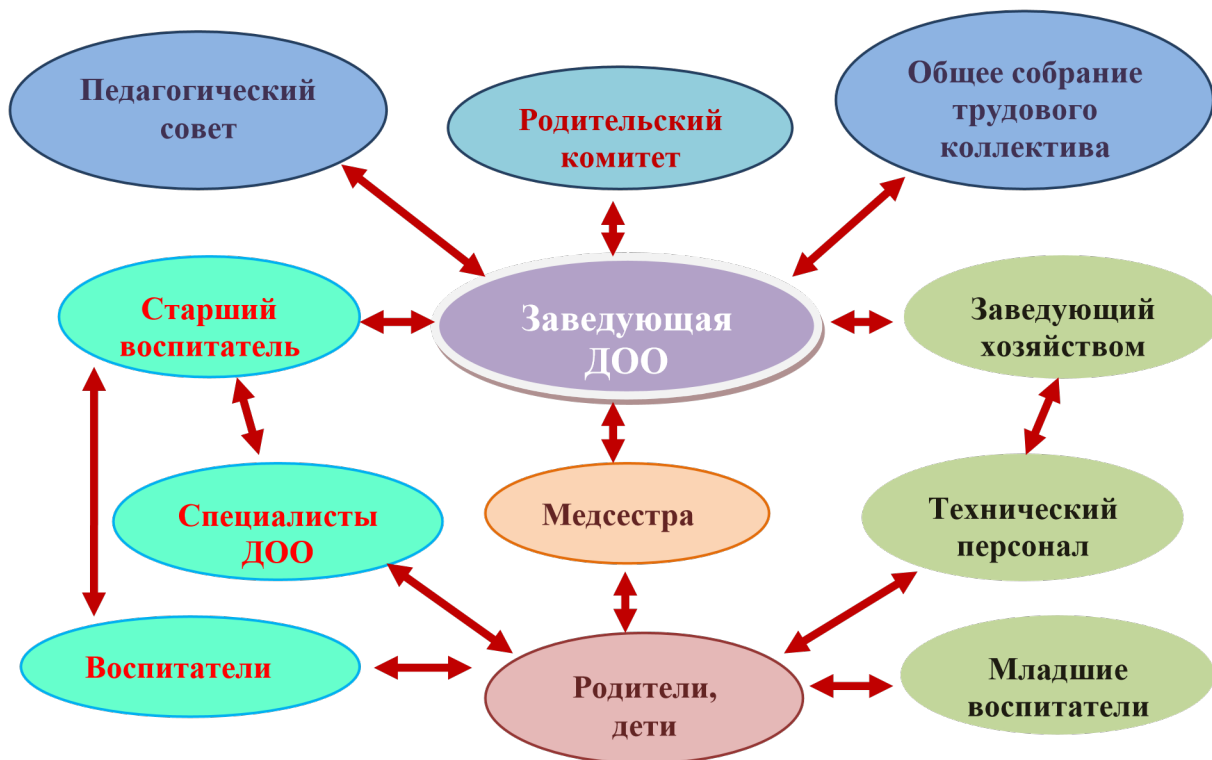 Педагогический
совет
Родительский
комитет
Общее собрание
трудового
коллектива
Старший
воспитатель
Заведующая
ДОО
Заведующий
хозяйством
Специалисты
ДОО
Медсестра
Технический
персонал
Воспитатели
Родители,
дети
Младшие
воспитатели